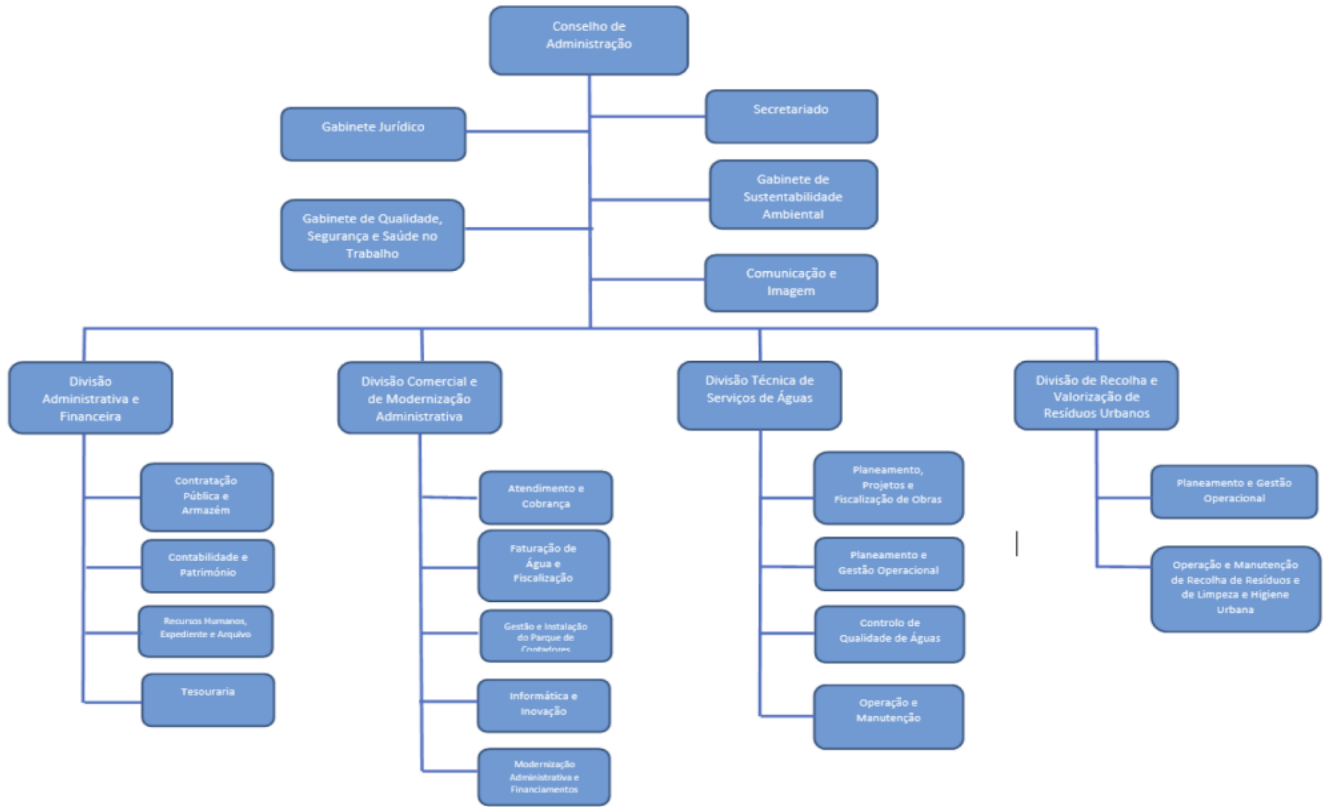 Conselho de
Administração
Secretariado
Gabinete Jurídico
Gabinete de
Sustentabilidade
Ambiental
Gabinete de Qualidade,
Segurança e Saúde no
Trabalho
Comunicação e
Imagem
Divisão
Administrativa e
Financeira
Contratação
Pública e
Armazém
Contabilidade e
Património
Recursos Humanos,
Expediente e Arquivo
Tesouraria
Divisão Comercial e
de Modernização
Administrativa
Atendimento e
Cobrança
Faturação de
Água e
Fiscalização
Gestão e Instalação
do Parque de
Contadores
Informática e
Inovação
Modernização
Administrativa e
Financiamentos
Divisão Técnica de
Serviços de Águas
Planeamento,
Projetos e
Fiscalização de Obras
Planeamento e
Gestão Operacional
Controlo de
Qualidade de Águas
Operação e
Manutenção
Divisão de Recolha e
Valorização de
Resíduos Urbanos
Planeamento e Gestão
Operacional
Operação e Manutenção
de Recolha de Resíduos e
de Limpeza e Higiene
Urbana